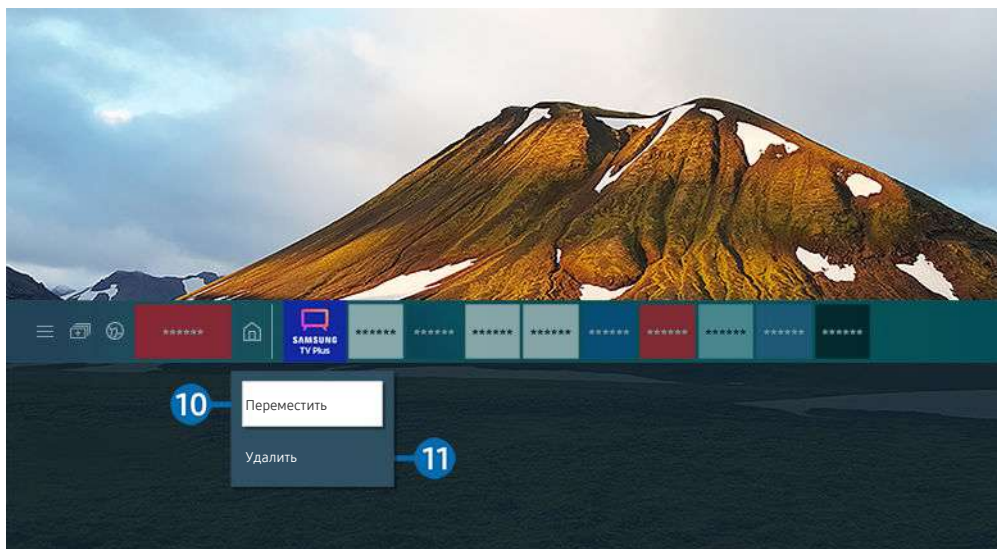 ****** SAMSUNG ****** ****** ****** ****** ****** ****** ****** ****** ******
TV Plus
10 Переместить
Удалить 11